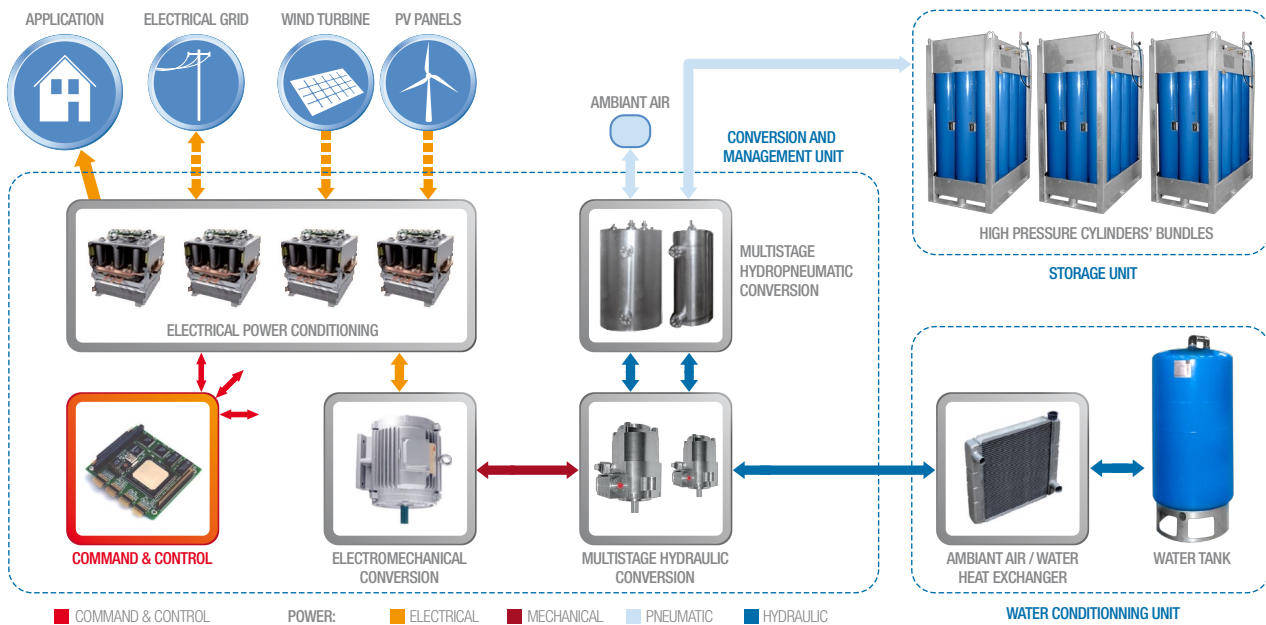 APPLICATION
ELECTRICAL GRID
WIND TURBINE
PV PANELS
AMBIANT AIR
CONVERSION AND
MANAGEMENT UNIT
HIGH PRESSURE CYLINDERS' BUNDLES
STORAGE UNIT
MULTISTAGE
HYDROPNEUMATIC
CONVERSION
ELECTRICAL POWER CONDITIONING
COMMAND & CONTROL
ELECTROMECHANICAL
CONVERSION
MULTISTAGE HYDRAULIC
CONVERSION
AMBIANT AIR / WATER
HEAT EXCHANGER
WATER TANK
WATER CONDITIONNING UNIT
COMMAND & CONTROL
POWER:
ELECTRICAL
MECHANICAL
PNEUMATIC
HYDRAULIC